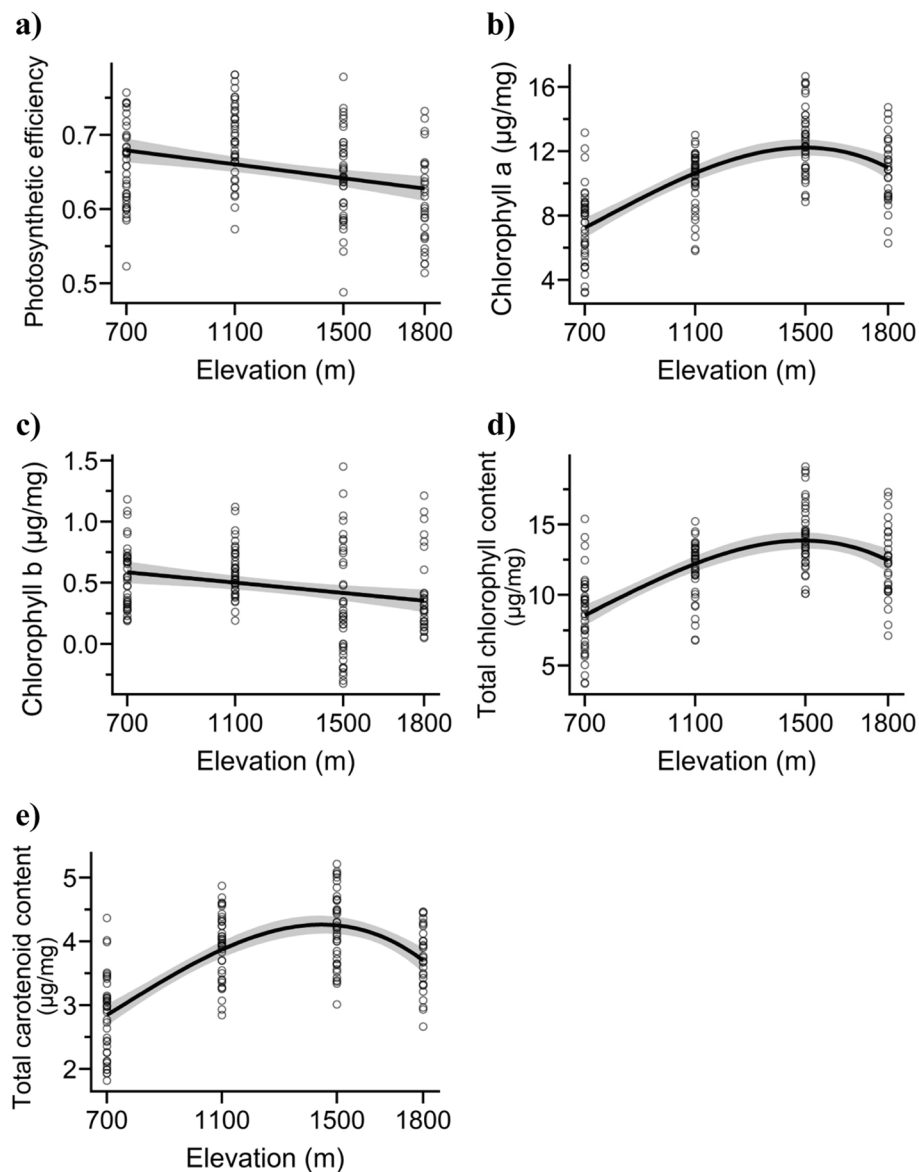 a)
Photosynthetic efficiency
0.7
0.6
0.5
700 1100 1500 1800
Elevation (m)
b)
Chlorophyll a (µg/mg)
16
12
8
4
700 1100 1500 1800
Elevation (m)
c)
Chlorophyll b (µg/mg)
1.5
1.0
0.5
0.0
700 1100 1500 1800
Elevation (m)
d)
Total chlorophyll content
(µg/mg)
15
10
5
700 1100 1500 1800
Elevation (m)
e)
Total carotenoid content
(µg/mg)
5
4
3
2
700 1100 1500 1800
Elevation (m)